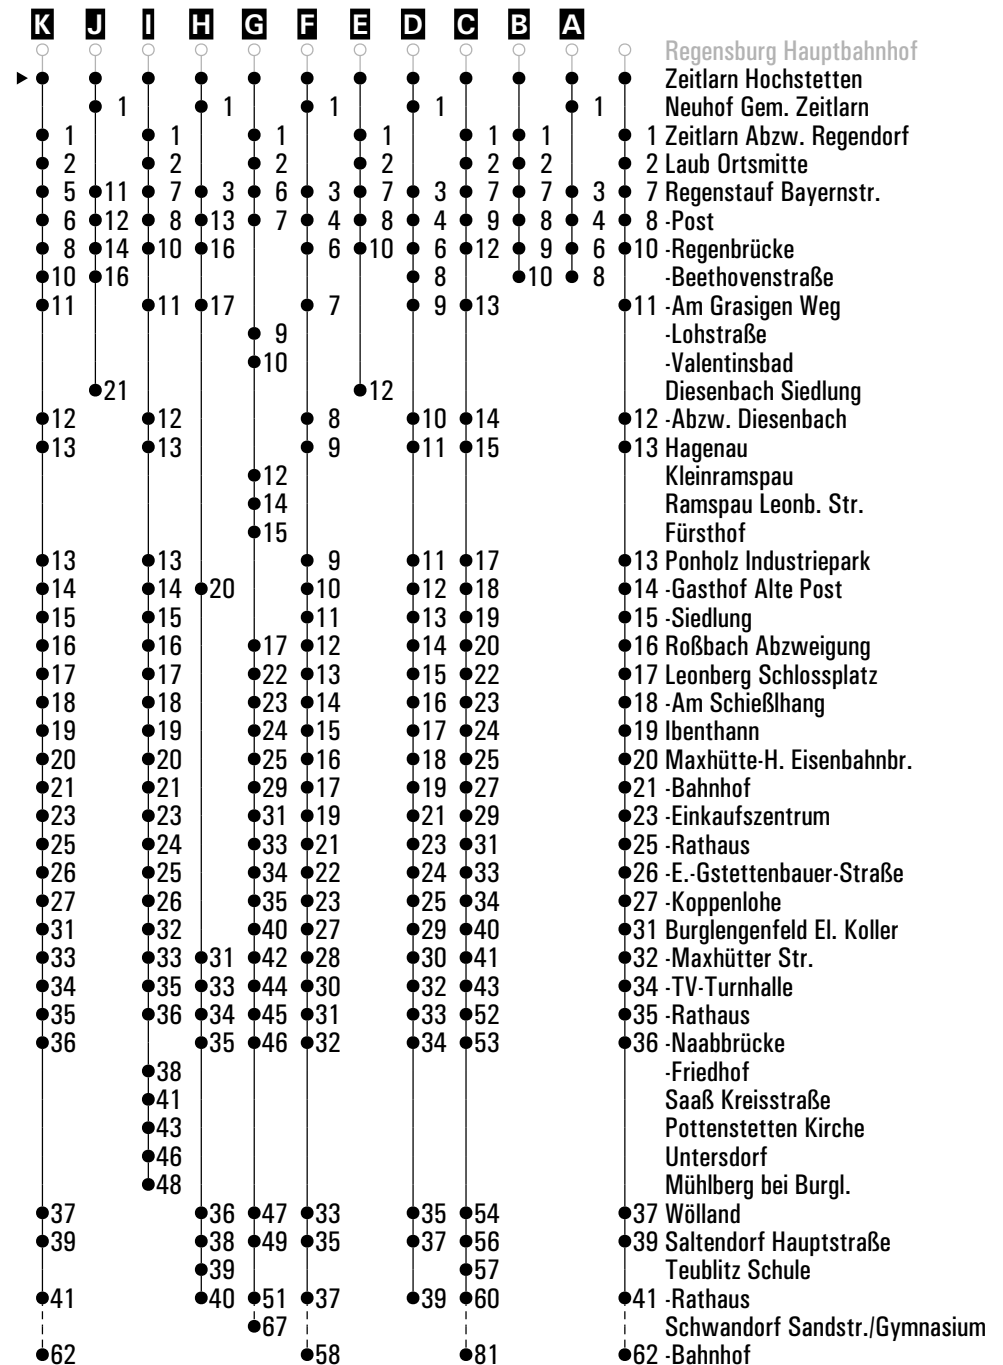 K J I H G F E D C B A
Regensburg Hauptbahnhof
Zeitlarn Hochstetten
1 1 1 1 1 Neuhof Gem. Zeitlarn
1 1 1 1 1 1 1 Zeitlarn Abzw. Regendorf
2 2 2 2 2 2 2 Laub Ortsmitte
5 11 7 3 6 3 7 3 7 7 3 7 Regenstauf Bayernstr.
6 12 8 13 7 4 8 4 9 8 4 8 -Post
8 14 10 16 6 10 6 12 9 6 10 -Regenbrücke
10 16 8 10 8 -Beethovenstraße
11 11 17 7 9 13 11 -Am Grasigen Weg
9 -Lohstraße
10 -Valentinsbad
21 12 Diesenbach Siedlung
12 12 8 10 14 12 -Abzw. Diesenbach
13 13 9 11 15 13 Hagenau
12 Kleinramspau
14 Ramspau Leonb. Str.
15 Fürsthof
13 13 9 11 17 13 Ponholz Industriepark
14 14 20 10 12 18 14 -Gasthof Alte Post
15 15 11 13 19 15 -Siedlung
16 16 17 12 14 20 16 Roßbach Abzweigung
17 17 22 13 15 22 17 Leonberg Schlossplatz
18 18 23 14 16 23 18 -Am Schießlhang
19 19 24 15 17 24 19 Ibenthann
20 20 25 16 18 25 20 Maxhütte-H. Eisenbahnbr.
21 21 29 17 19 27 21 -Bahnhof
23 23 31 19 21 29 23 -Einkaufszentrum
25 24 33 21 23 31 25 -Rathaus
26 25 34 22 24 33 26 -E.-Gstettenbauer-Straße
27 26 35 23 25 34 27 -Koppenlohe
31 32 40 27 29 40 31 Burglengenfeld El. Koller
33 33 31 42 28 30 41 32 -Maxhütter Str.
34 35 33 44 30 32 43 34 -TV-Turnhalle
35 36 34 45 31 33 52 35 -Rathaus
36 35 46 32 34 53 36 -Naabbrücke
38 -Friedhof
41 Saaß Kreisstraße
43 Pottenstetten Kirche
46 Untersdorf
48 Mühlberg bei Burgl.
37 36 47 33 35 54 37 Wölland
39 38 49 35 37 56 39 Saltendorf Hauptstraße
39 57 Teublitz Schule
41 40 51 37 39 60 41 -Rathaus
67 Schwandorf Sandstr./Gymnasium
62 58 81 62 -Bahnhof